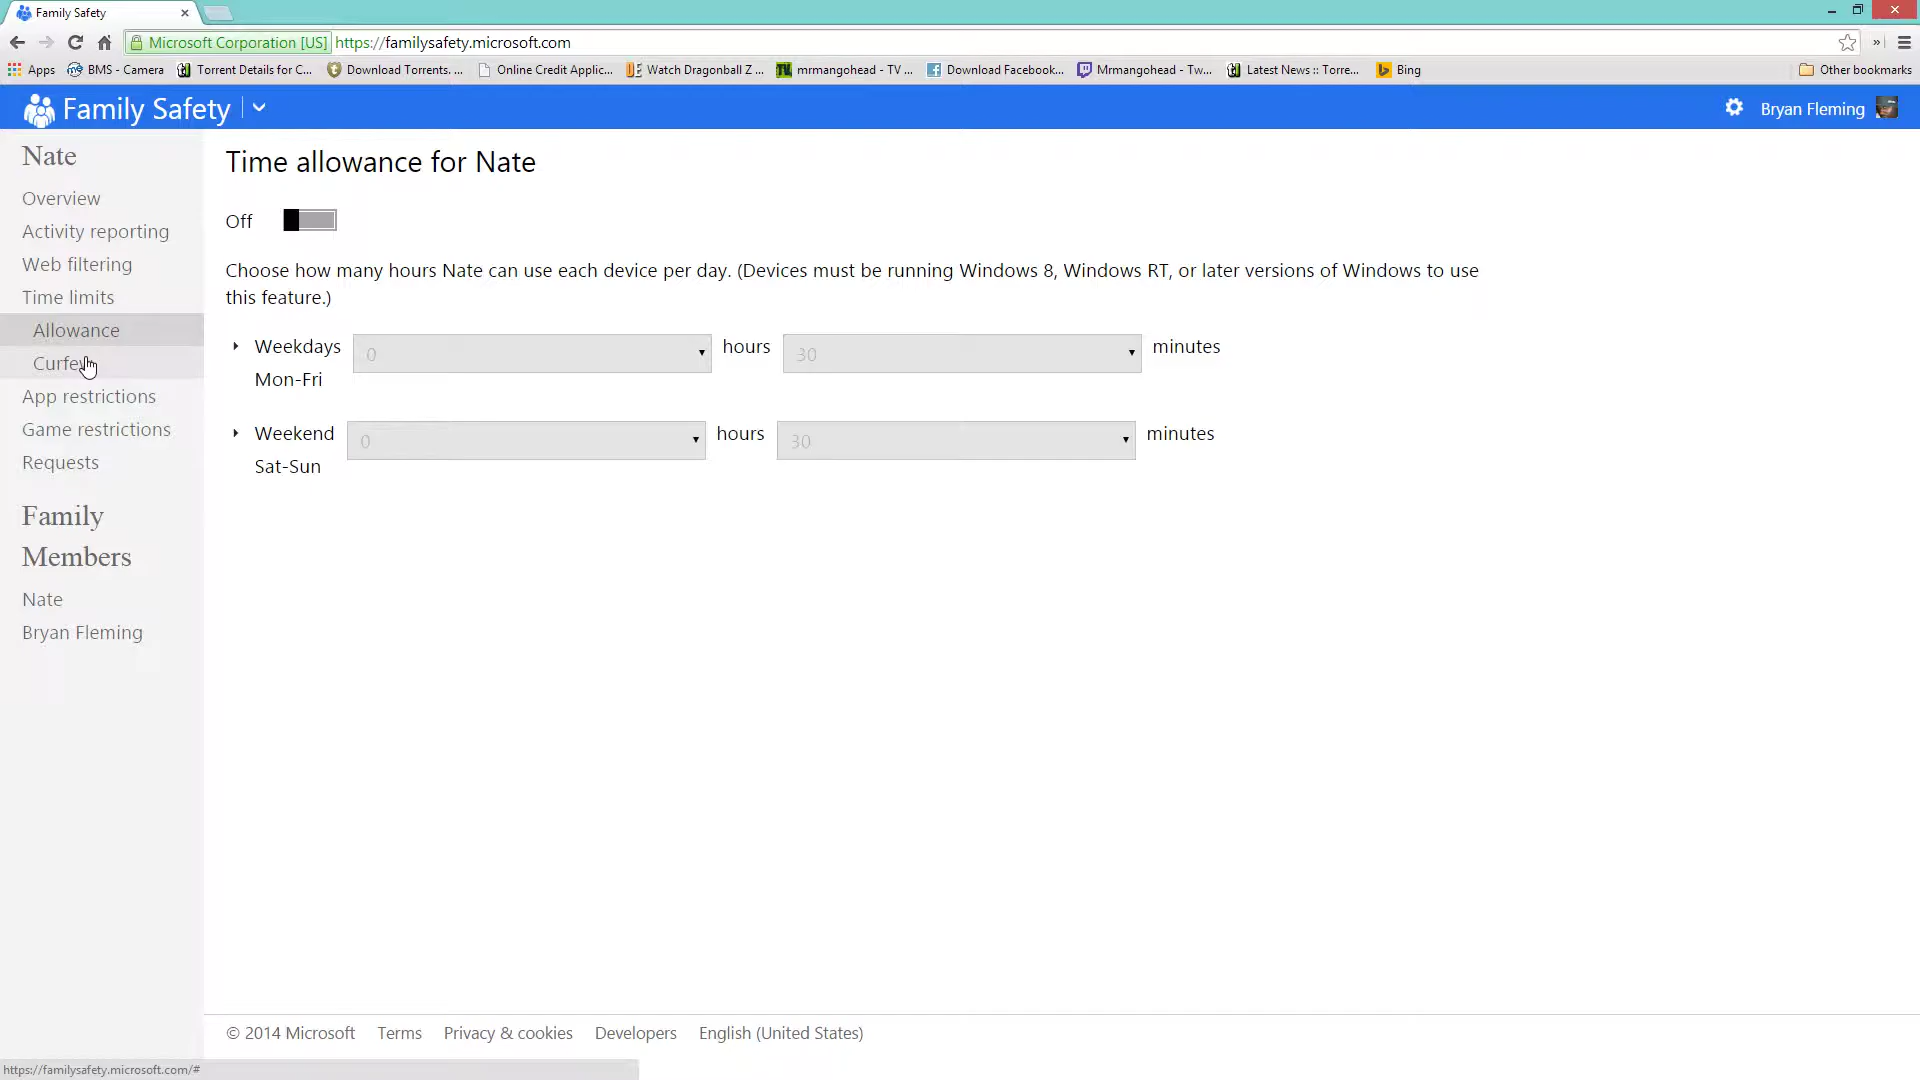 Family Safety
Microsoft Corporation [US] https://familysafety.microsoft.com
Apps BMS - Camera Torrent Details for C... Download Torrents. ... Online Credit Applic... Watch Dragonball Z ... mrmangohead - TV ... Download Facebook... Mrmangohead - Tw... Latest News :: Torre... Bing Other bookmarks
Family Safety Bryan Fleming
Nate
Overview
Activity reporting
Web filtering
Time limits
Allowance
Curfew
App restrictions
Game restrictions
Requests
Family
Members
Nate
Bryan Fleming
Time allowance for Nate
Off
Choose how many hours Nate can use each device per day. (Devices must be running Windows 8, Windows RT, or later versions of Windows to use
this feature.)
Weekdays 0 hours 30 minutes
Mon-Fri
Weekend 0 hours 30 minutes
Sat-Sun
© 2014 Microsoft Terms Privacy & cookies Developers English (United States)
https://familysafety.microsoft.com/#